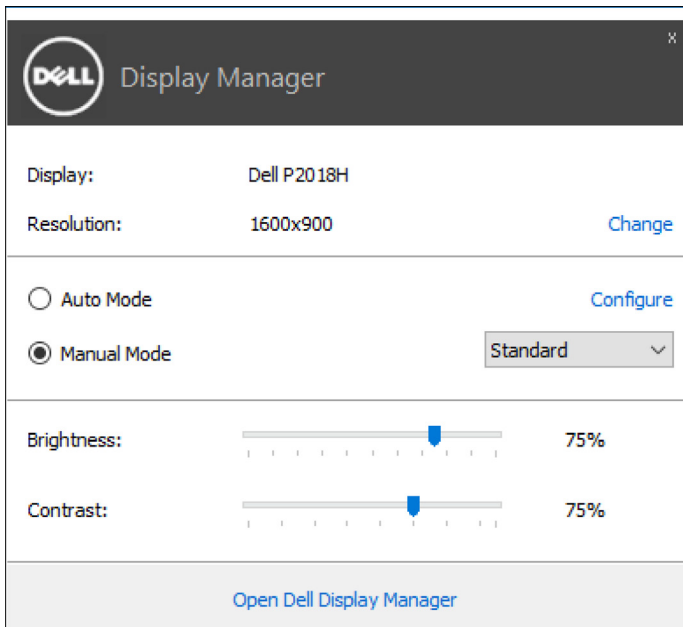 x
DELL Display Manager
Display: Dell P2018H
Resolution: 1600x900 Change
Auto Mode Configure
Manual Mode Standard
Brightness: 75%
Contrast: 75%
Open Dell Display Manager